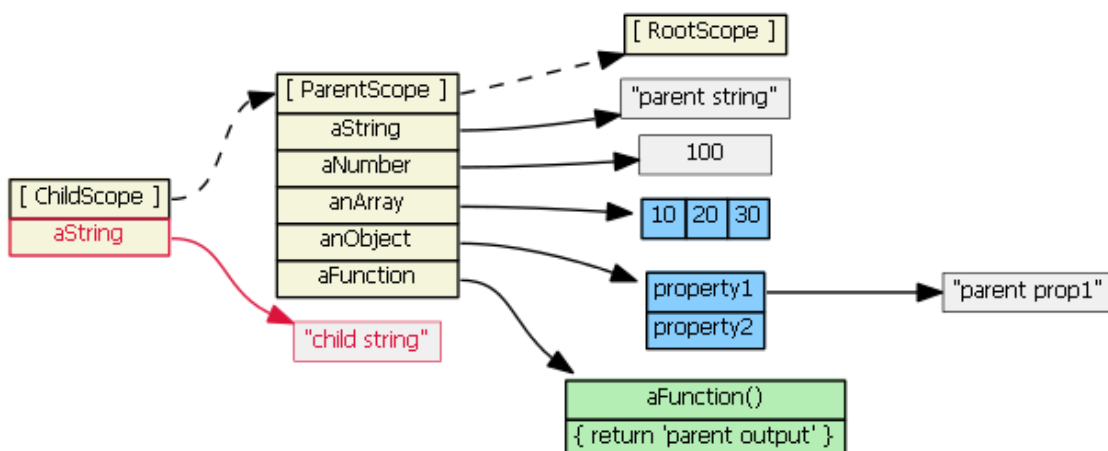 [ RootScope ]
[ ParentScope ]
"parent string"
aString
100
aNumber
[ ChildScope ]
anArray
10 20 30
aString
anObject
aFunction
property1
"parent prop1"
property2
"child string"
aFunction()
{ return 'parent output' }